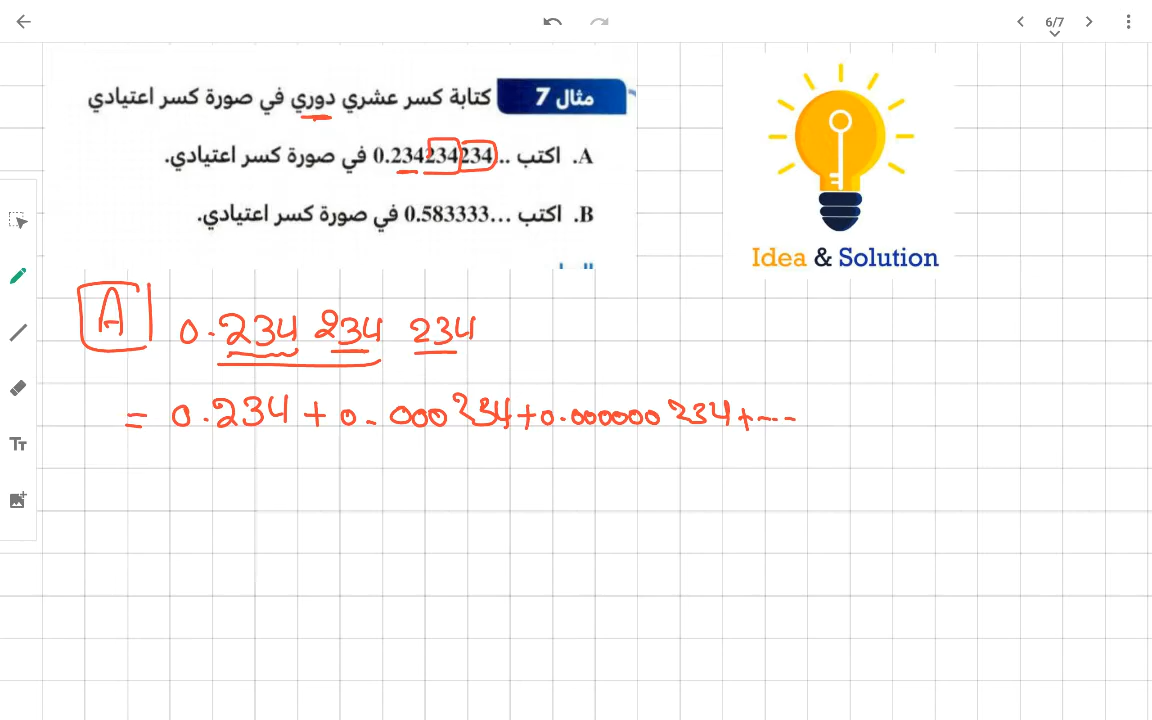 6/7
مثال 7 كتابة كسر عشري دوري في صورة كسر اعتيادي
A. اكتب ..0.234234234 في صورة كسر اعتيادي.
B. اكتب ...0.583333 في صورة كسر اعتيادي.
Idea & Solution
A 0.234 234 234
= 0.234 + 0.000234 + 0.000000234 + ....
Tт